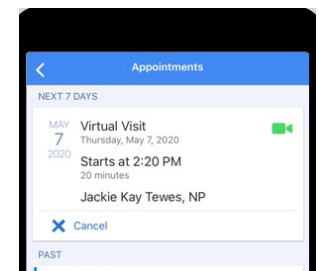 Appointments
NEXT 7 DAYS
MAY
7
2020
Virtual Visit
Thursday, May 7, 2020
Starts at 2:20 PM
20 minutes
Jackie Kay Tewes, NP
Cancel
PAST